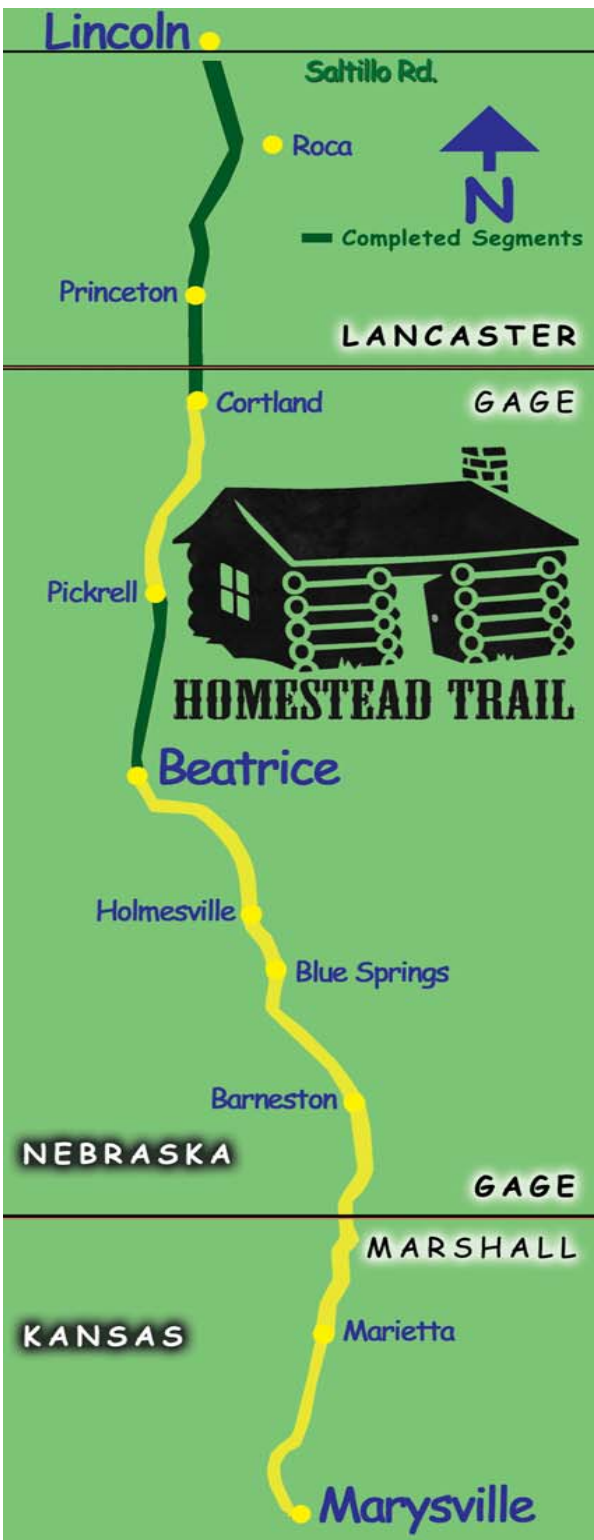 Lincoln
Saltillo Rd.
Roca
N
Completed Segments
Princeton
LANCASTER
Cortland
GAGE
Pickrell
HOMESTEAD TRAIL
Beatrice
Holmesville
Blue Springs
Barneston
NEBRASKA
GAGE
MARSHALL
KANSAS
Marietta
Marysville